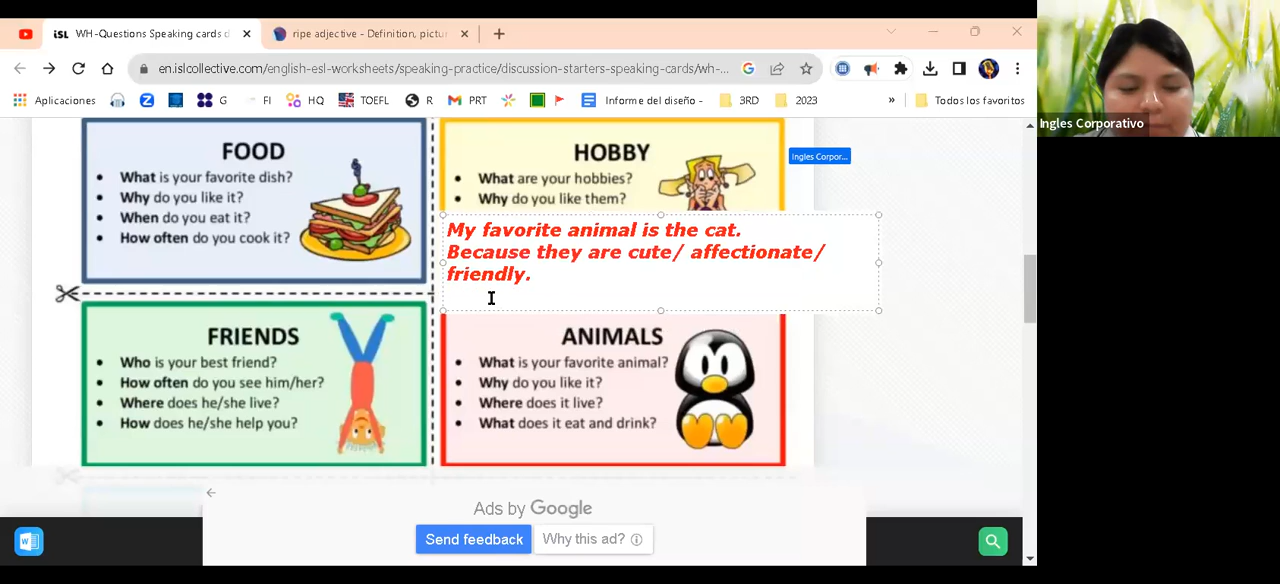 WH-Questions Speaking cards d
ripe adjective - Definition, pictur
en.islcollective.com/english-esl-worksheets/speaking-practice/discussion-starters-speaking-cards/wh-...
Aplicaciones
G
FI
HQ
TOEFL
R
PRT
Informe del diseño -
3RD
2023
»
Todos los favoritos
Ingles Corporativo
Ingles Corpor...
FOOD
What is your favorite dish?
Why do you like it?
When do you eat it?
How often do you cook it?
HOBBY
What are your hobbies?
Why do you like them?
My favorite animal is the cat.
Because they are cute/ affectionate/
friendly.
FRIENDS
Who is your best friend?
How often do you see him/her?
Where does he/she live?
How does he/she help you?
ANIMALS
What is your favorite animal?
Why do you like it?
Where does it live?
What does it eat and drink?
Ads by Google
Send feedback
Why this ad?